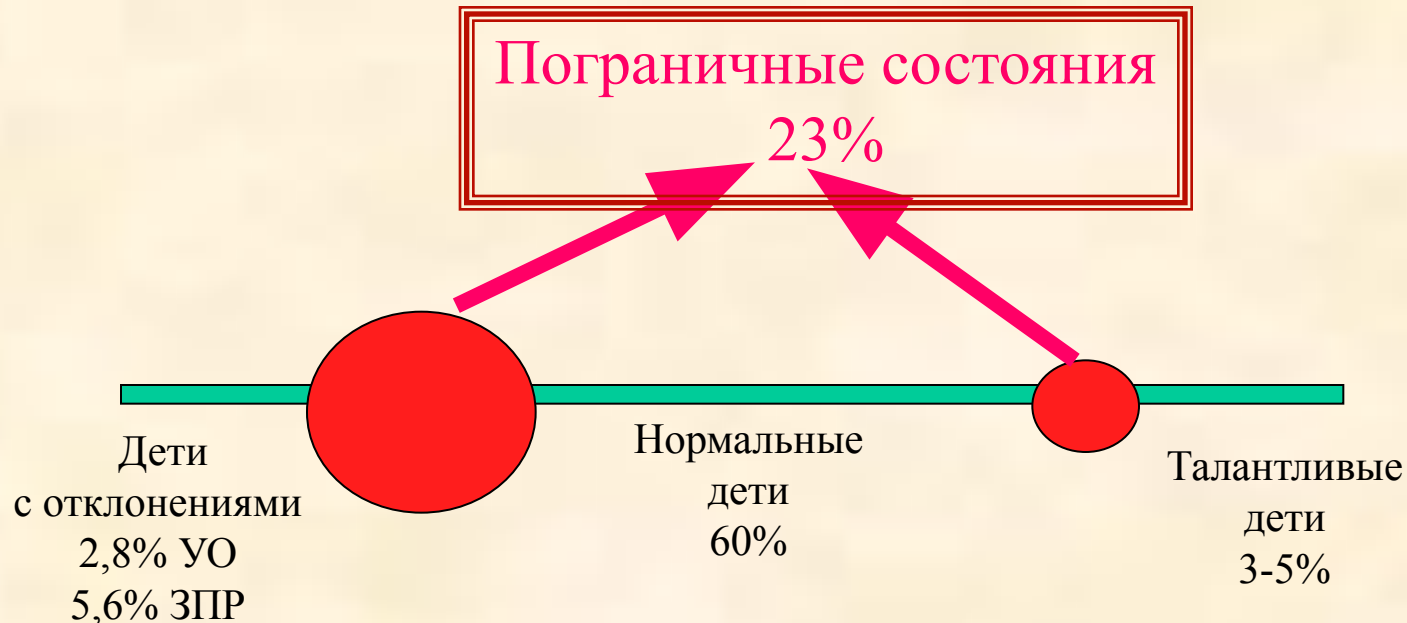 Пограничные состояния
23%
Дети
с отклонениями
2,8% УО
5,6% ЗПР
Нормальные
дети
60%
Талантливые
дети
3-5%